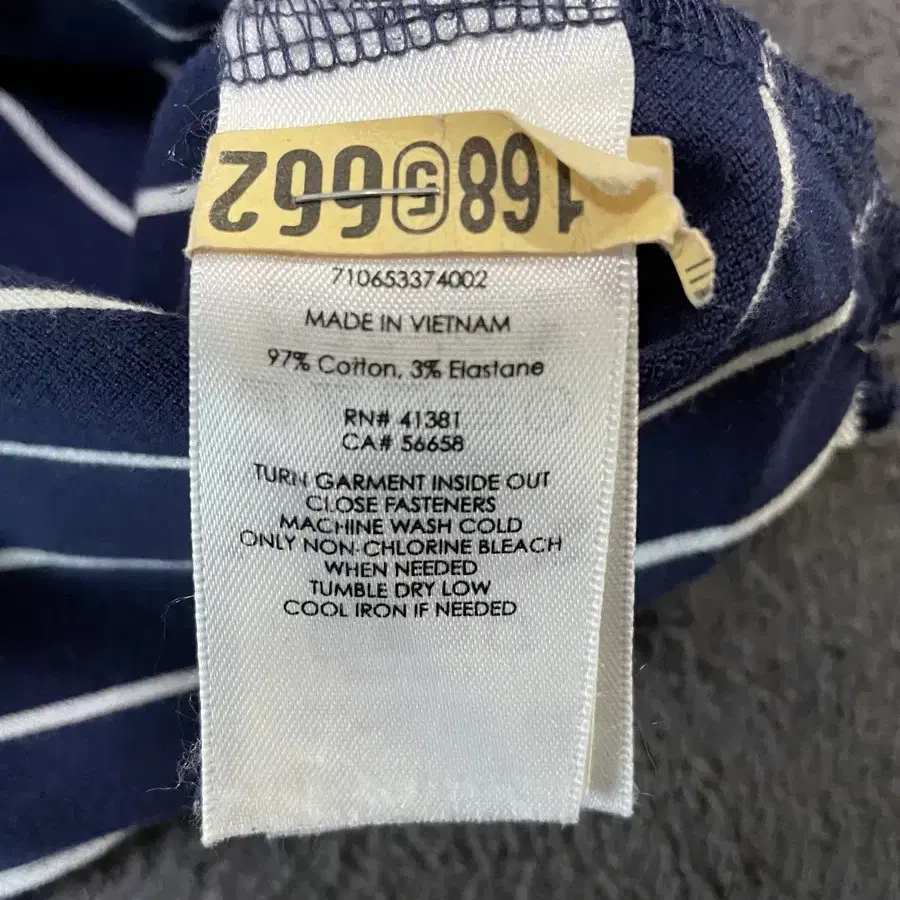 710653374002
MADE IN VIETNAM
97% Cotton, 3% Elastane
RN# 41381
CA# 56658
TURN GARMENT INSIDE OUT
CLOSE FASTENERS
MACHINE WASH COLD
ONLY NON-CHLORINE BLEACH
WHEN NEEDED
TUMBLE DRY LOW
COOL IRON IF NEEDED